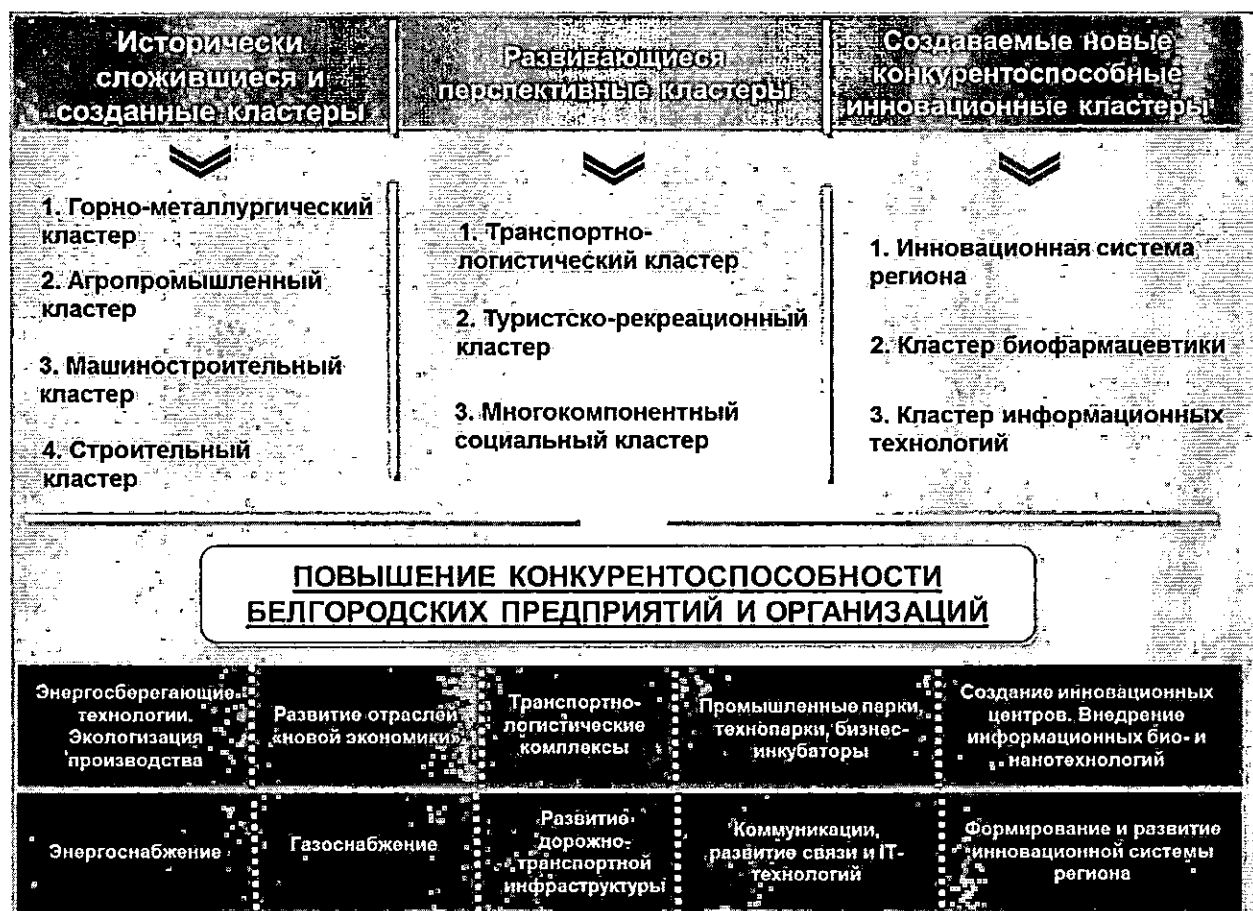 Исторически
сложившиеся и
созданные кластеры
Развивающиеся
перспективные кластеры
Создаваемые новые
конкурентоспособные
инновационные кластеры
1. Горно-металлургический
кластер
2. Агропромышленный
кластер
3. Машиностроительный
кластер
4. Строительный
кластер
1. Транспортно-
логистический кластер
2. Туристско-рекреационный
кластер
3. Многокомпонентный
социальный кластер
1. Инновационная система
региона
2. Кластер биофармацевтики
3. Кластер информационных
технологий
ПОВЫШЕНИЕ КОНКУРЕНТОСПОСОБНОСТИ
БЕЛГОРОДСКИХ ПРЕДПРИЯТИЙ И ОРГАНИЗАЦИЙ
Энергосберегающие
технологии.
Экологизация
производства
Развитие отраслей
«новой экономики»
Транспортно-
логистические
комплексы
Промышленные парки,
технопарки, бизнес-
инкубаторы
Создание инновационных
центров. Внедрение
информационных био- и
нанотехнологий
Энергоснабжение
Газоснабжение
Развитие
дорожно-
транспортной
инфраструктуры
Коммуникации,
развитие связи и IT-
технологий
Формирование и развитие
инновационной системы
региона